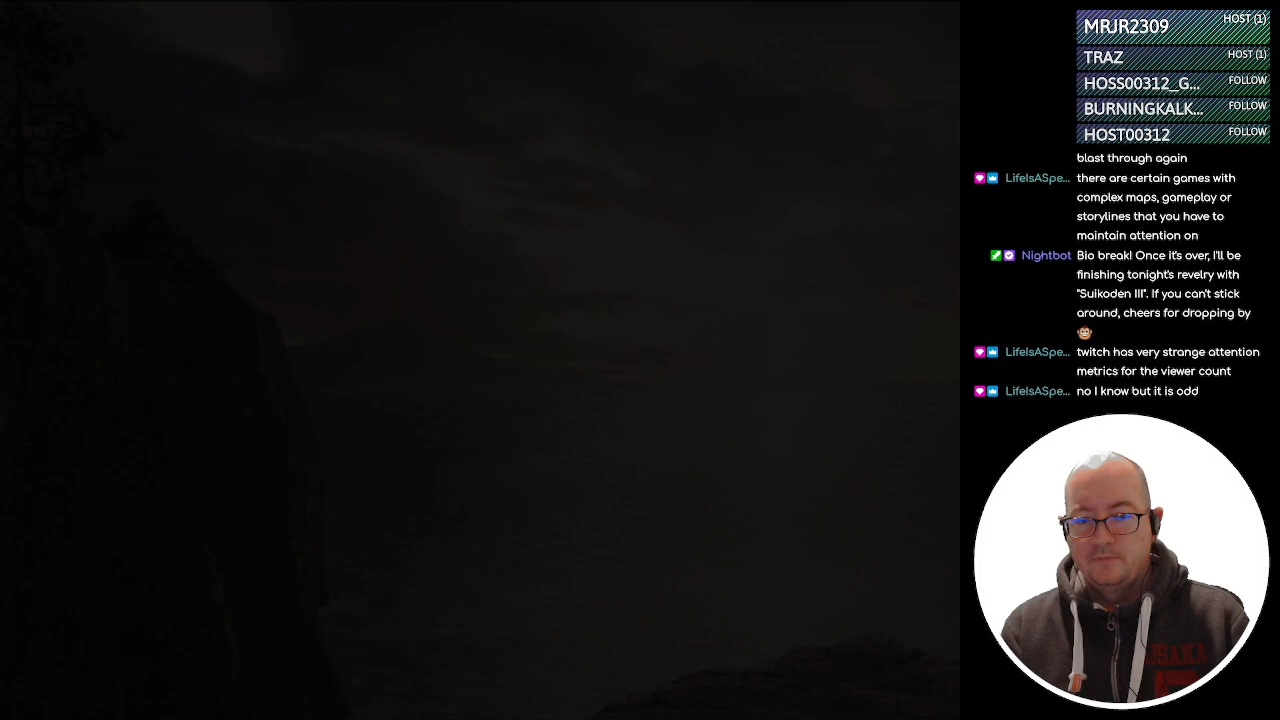 MRJR2309 HOST (1)
TRAZ HOST (1)
HOSS00312_G... FOLLOW
BURNINGKALK... FOLLOW
HOST00312 FOLLOW
blast through again
LifeIsASpe... there are certain games with
complex maps, gameplay or
storylines that you have to
maintain attention on
Nightbot Bio break! Once it's over, I'll be
finishing tonight's revelry with
"Suikoden III". If you can't stick
around, cheers for dropping by
🐵
LifeIsASpe... twitch has very strange attention
metrics for the viewer count
LifeIsASpe... no I know but it is odd
OSAKA